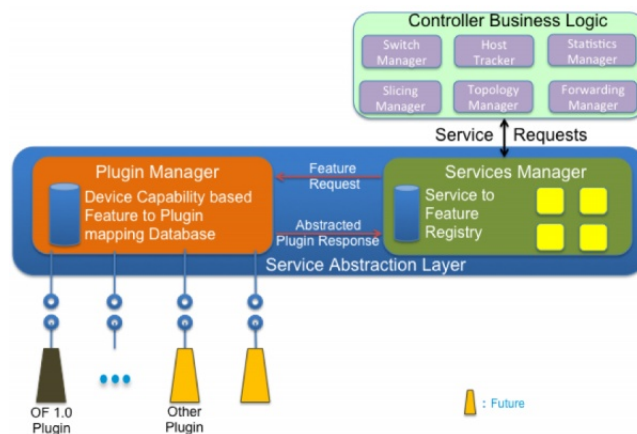 Controller Business Logic
Switch Manager
Host Tracker
Statistics Manager
Slicing Manager
Topology Manager
Forwarding Manager
Service Requests
Plugin Manager
Device Capability based
Feature to Plugin
mapping Database
Feature
Request
Abstracted
Plugin Response
Services Manager
Service to
Feature
Registry
Service Abstraction Layer
OF 1.0
Plugin
Other
Plugin
: Future